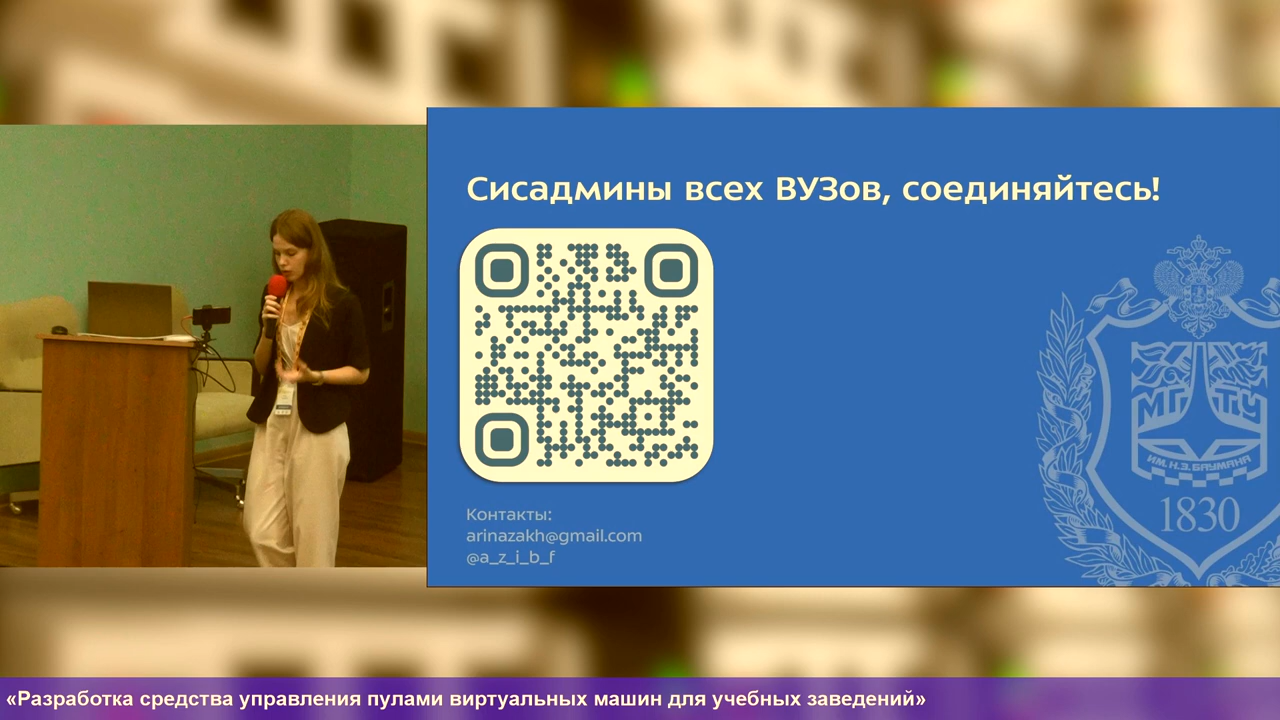 Сисадмины всех ВУЗов, соединяйтесь!
Контакты:
arinazakh@gmail.com
@a_z_i_b_f
МГТУ
ИМ. Н.Э. БАУМАНА
1830
«Разработка средства управления пулами виртуальных машин для учебных заведений»